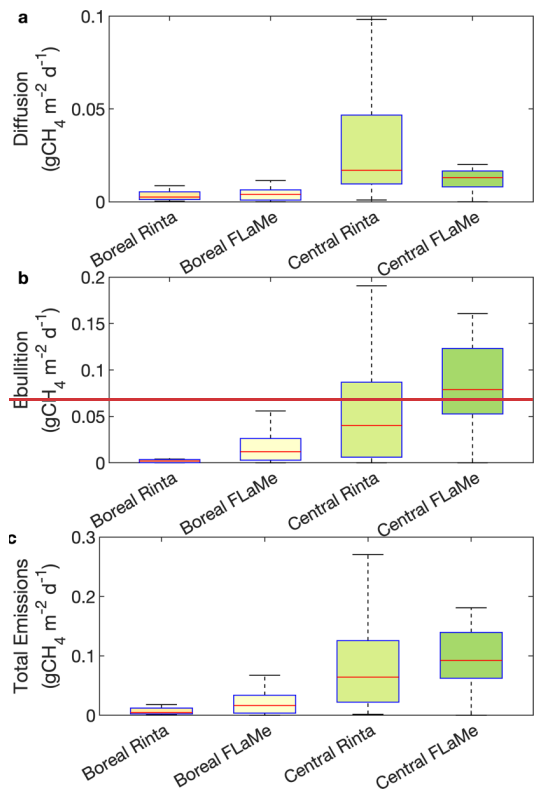 a
0.1
0.05
0
Diffusion
(gCH4 m-2 d-1)
Boreal Rinta
Boreal FLaMe
Central Rinta
Central FLaMe
b
0.2
0.15
0.1
0.05
0
Ebullition
(gCH4 m-2 d-1)
Boreal Rinta
Boreal FLaMe
Central Rinta
Central FLaMe
c
0.3
0.2
0.1
0
Total Emissions
(gCH4 m-2 d-1)
Boreal Rinta
Boreal FLaMe
Central Rinta
Central FLaMe